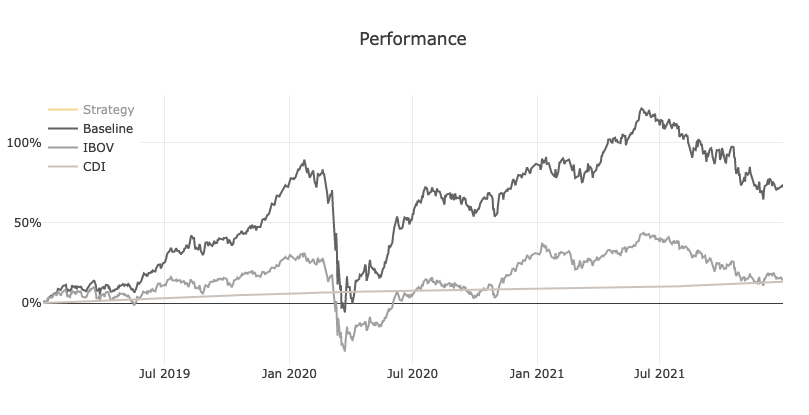 Performance
Strategy
Baseline
IBOV
CDI
100%
50%
0%
Jul 2019
Jan 2020
Jul 2020
Jan 2021
Jul 2021